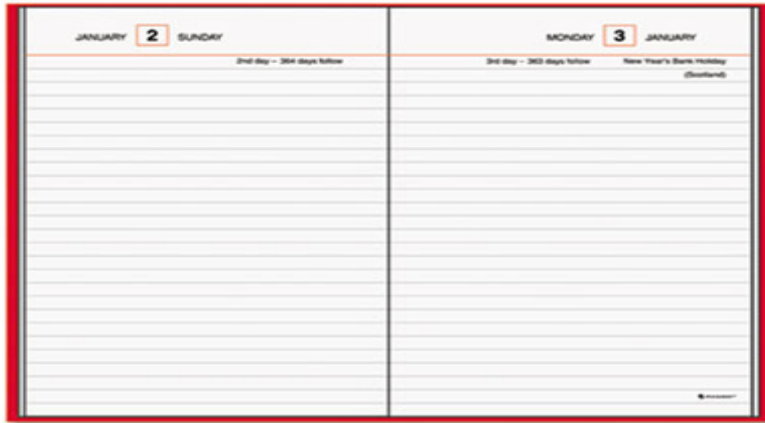 JANUARY 2 SUNDAY
2nd day – 364 days follow
MONDAY 3 JANUARY
3rd day – 363 days follow New Year's Bank Holiday
(Scotland)